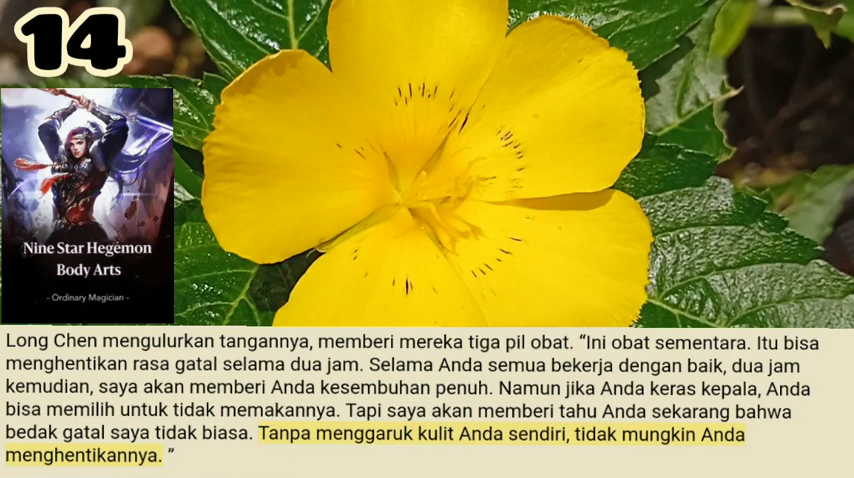 14
Nine Star Hegemon
Body Arts
- Ordinary Magician -
Long Chen mengulurkan tangannya, memberi mereka tiga pil obat. “Ini obat sementara. Itu bisa
menghentikan rasa gatal selama dua jam. Selama Anda semua bekerja dengan baik, dua jam
kemudian, saya akan memberi Anda kesembuhan penuh. Namun jika Anda keras kepala, Anda
bisa memilih untuk tidak memakannya. Tapi saya akan memberi tahu Anda sekarang bahwa
bedak gatal saya tidak biasa. Tanpa menggaruk kulit Anda sendiri, tidak mungkin Anda
menghentikannya. ”